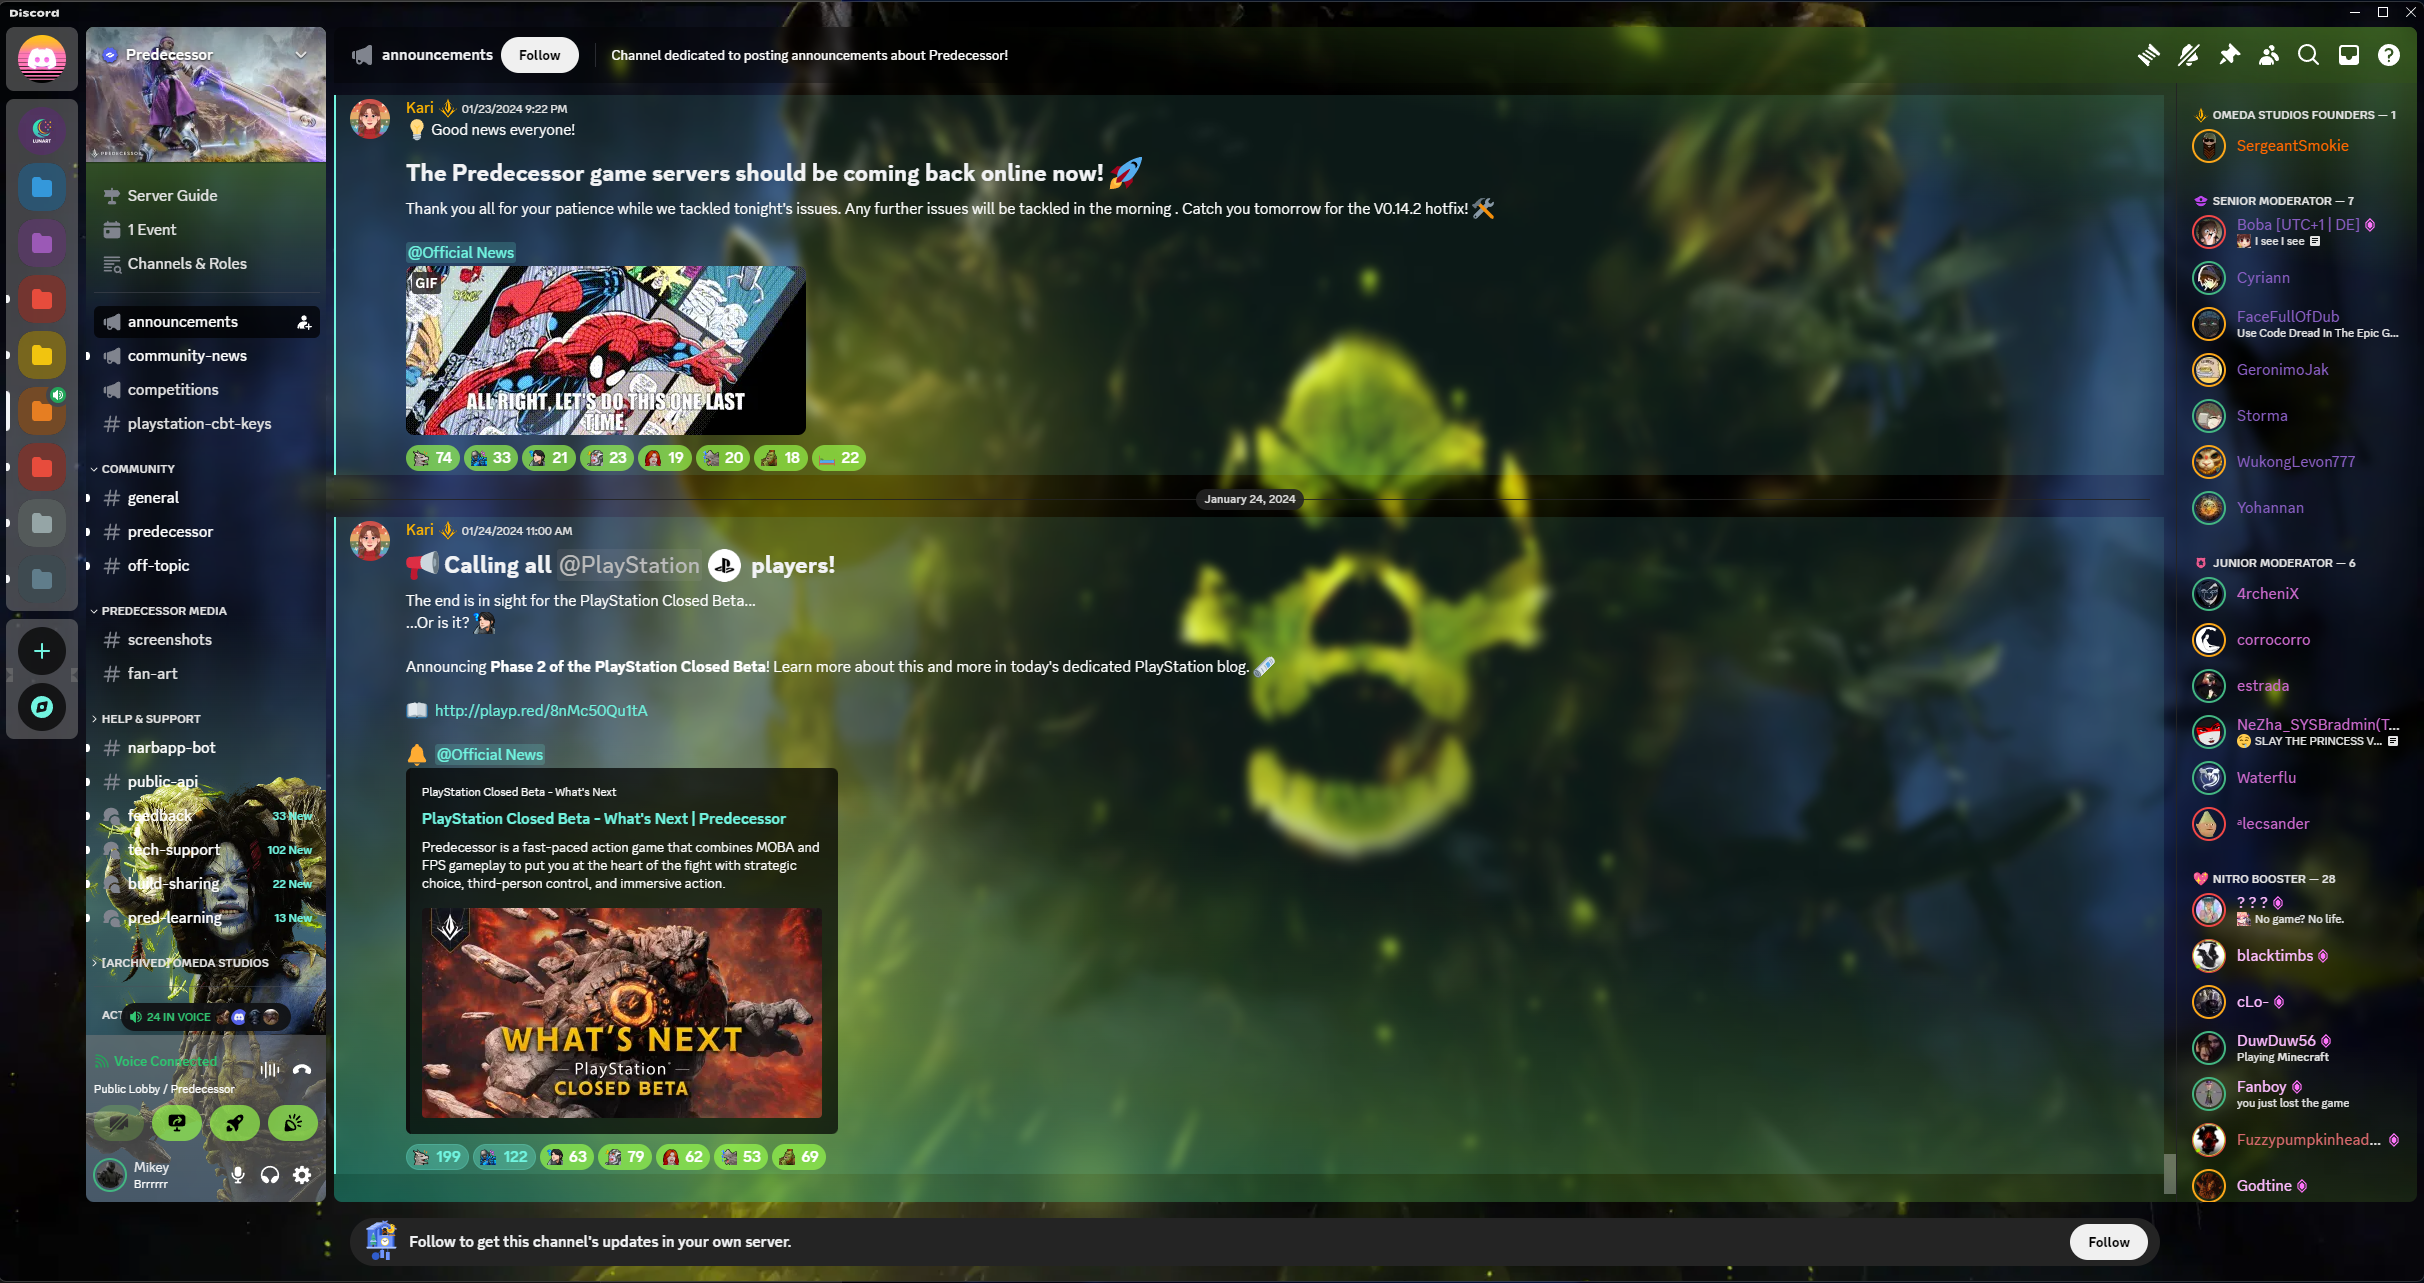 Discord
Predecessor
PREDECESSOR
LUNART
Server Guide
1 Event
Channels & Roles
announcements
community-news
competitions
playstation-cbt-keys
COMMUNITY
general
predecessor
off-topic
PREDECESSOR MEDIA
screenshots
fan-art
HELP & SUPPORT
narbapp-bot
public-api
feedback 33 New
tech-support 102 New
build-sharing 22 New
pred-learning 13 New
[ARCHIVED] OMEDA STUDIOS
ACT
24 IN VOICE
Voice Connected
Public Lobby / Predecessor
Mikey
Brrrrrr
announcements Follow Channel dedicated to posting announcements about Predecessor!
Kari 01/23/2024 9:22 PM
Good news everyone!
The Predecessor game servers should be coming back online now!
Thank you all for your patience while we tackled tonight's issues. Any further issues will be tackled in the morning . Catch you tomorrow for the V0.14.2 hotfix!
@Official News
GIF
ALL RIGHT, LET'S DO THIS ONE LAST
TIME.
74 33 21 23 19 20 18 22
January 24, 2024
Kari 01/24/2024 11:00 AM
Calling all @PlayStation players!
The end is in sight for the PlayStation Closed Beta...
...Or is it?
Announcing Phase 2 of the PlayStation Closed Beta! Learn more about this and more in today's dedicated PlayStation blog.
http://playp.red/8nMc50Qu1tA
@Official News
PlayStation Closed Beta - What's Next
PlayStation Closed Beta - What's Next | Predecessor
Predecessor is a fast-paced action game that combines MOBA and
FPS gameplay to put you at the heart of the fight with strategic
choice, third-person control, and immersive action.
WHAT'S NEXT
PlayStation
CLOSED BETA
199 122 63 79 62 53 69
Follow to get this channel's updates in your own server. Follow
OMEDA STUDIOS FOUNDERS — 1
SergeantSmokie
SENIOR MODERATOR — 7
Boba [UTC+1 | DE]
I see I see
Cyriann
FaceFullOfDub
Use Code Dread In The Epic G...
GeronimoJak
Storma
WukongLevon777
Yohannan
JUNIOR MODERATOR — 6
4rcheniX
corrocorro
estrada
NeZha_SYSBradmin(T...
SLAY THE PRINCESS V...
Waterflu
ᵃlecsander
NITRO BOOSTER — 28
? ? ?
No game? No life.
blacktimbs
cLo-
DuwDuw56
Playing Minecraft
Fanboy
you just lost the game
Fuzzypumpkinhead...
Godtine